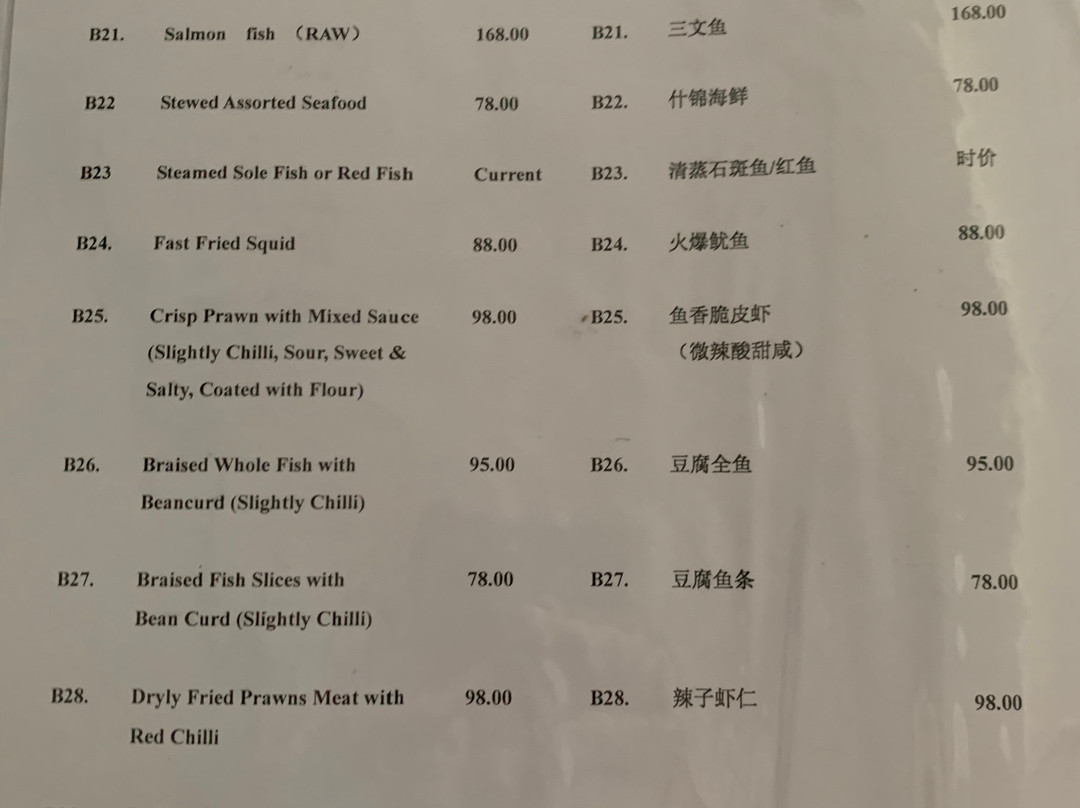 B21. Salmon fish （RAW） 168.00 B21. 三文鱼 168.00
B22 Stewed Assorted Seafood 78.00 B22. 什锦海鲜 78.00
B23 Steamed Sole Fish or Red Fish Current B23. 清蒸石斑鱼/红鱼 时价
B24. Fast Fried Squid 88.00 B24. 火爆鱿鱼 88.00
B25. Crisp Prawn with Mixed Sauce 98.00 B25. 鱼香脆皮虾 98.00
(Slightly Chilli, Sour, Sweet & （微辣酸甜咸）
Salty, Coated with Flour)
B26. Braised Whole Fish with 95.00 B26. 豆腐全鱼 95.00
Beancurd (Slightly Chilli)
B27. Braised Fish Slices with 78.00 B27. 豆腐鱼条 78.00
Bean Curd (Slightly Chilli)
B28. Dryly Fried Prawns Meat with 98.00 B28. 辣子虾仁 98.00
Red Chilli